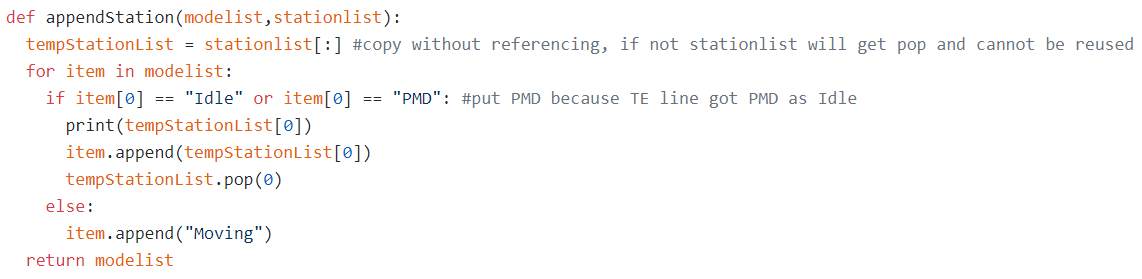 def appendStation(modelist,stationlist):
  tempStationList = stationlist[:] #copy without referencing, if not stationlist will get pop and cannot be reused
  for item in modelist:
    if item[0] == "Idle" or item[0] == "PMD": #put PMD because TE line got PMD as Idle
      print(tempStationList[0])
      item.append(tempStationList[0])
      tempStationList.pop(0)
    else:
      item.append("Moving")
  return modelist